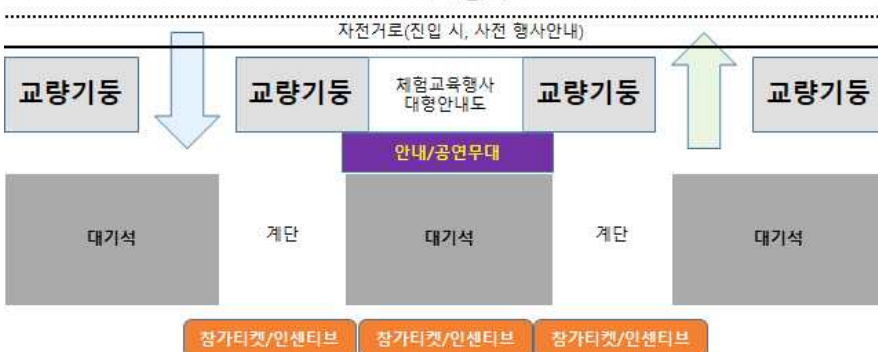 자전거로(진입 시, 사전 행사안내)
교량기둥
교량기둥
체험교육행사
대형안내도
교량기둥
교량기둥
안내/공연무대
대기석
계단
대기석
계단
대기석
참가티켓/인센티브
참가티켓/인센티브
참가티켓/인센티브